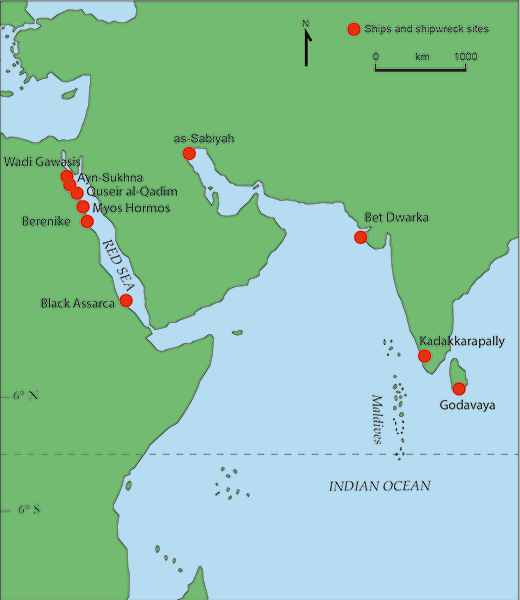 N
Ships and shipwreck sites
0 km 1000
as-Sabiyah
Wadi Gawasis
Ayn-Sukhna
Quseir al-Qadim
Myos Hormos
Berenike
Bet Dwarka
RED SEA
Black Assarca
Kadakkarapally
6° N
Maldives
Godavaya
INDIAN OCEAN
6° S